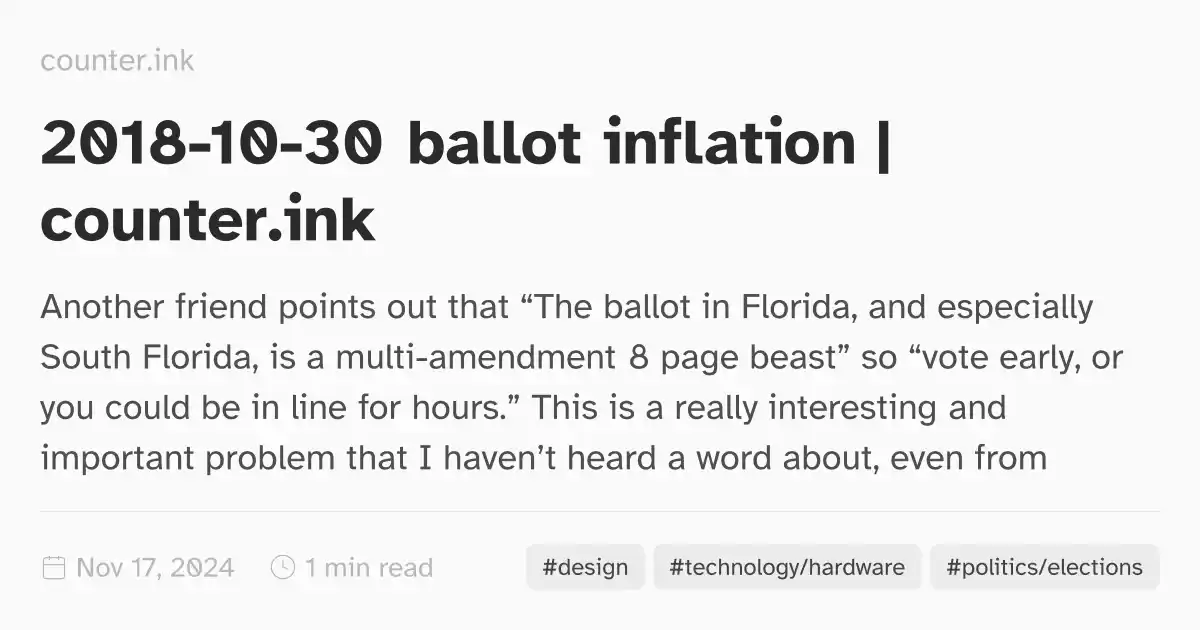 counter.ink
2018-10-30 ballot inflation |
counter.ink
Another friend points out that “The ballot in Florida, and especially
South Florida, is a multi-amendment 8 page beast” so “vote early, or
you could be in line for hours.” This is a really interesting and
important problem that I haven’t heard a word about, even from
Nov 17, 2024 1 min read #design #technology/hardware #politics/elections